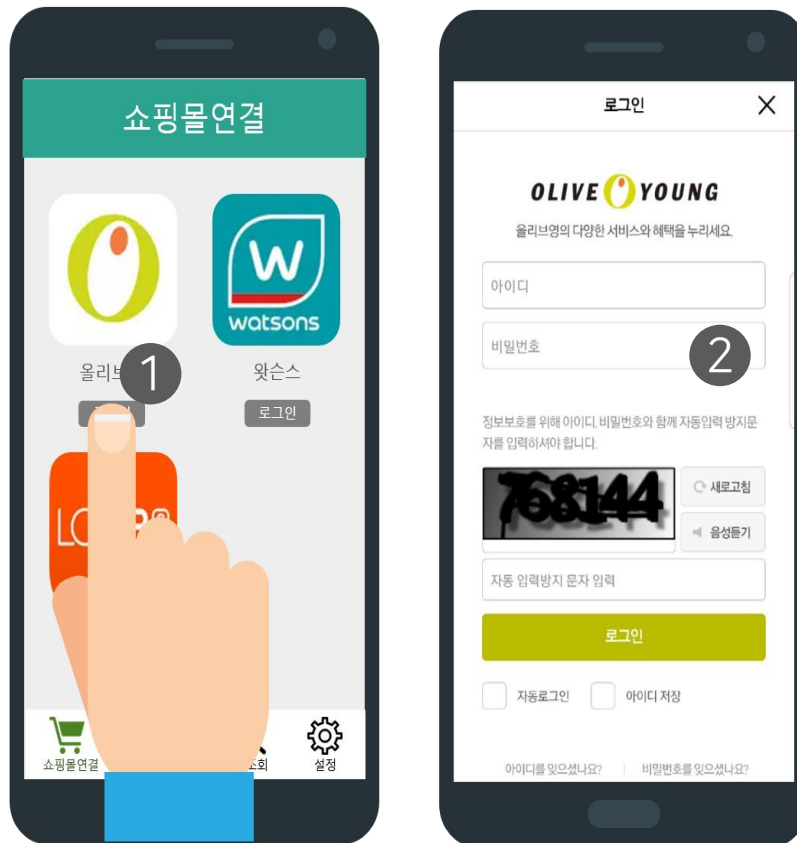 쇼핑몰연결
W
watsons
1
왓슨스
로그인
쇼핑몰연결
설정
로그인
OLIVE YOUNG
올리브영의 다양한 서비스와 혜택을 누리세요.
아이디
비밀번호
2
정보보호를 위해 아이디, 비밀번호와 함께 자동입력 방지문
자를 입력하셔야 합니다.
768144
새로고침
음성듣기
자동 입력방지 문자 입력
로그인
자동로그인 아이디 저장
아이디를 잊으셨나요? | 비밀번호를 잊으셨나요?